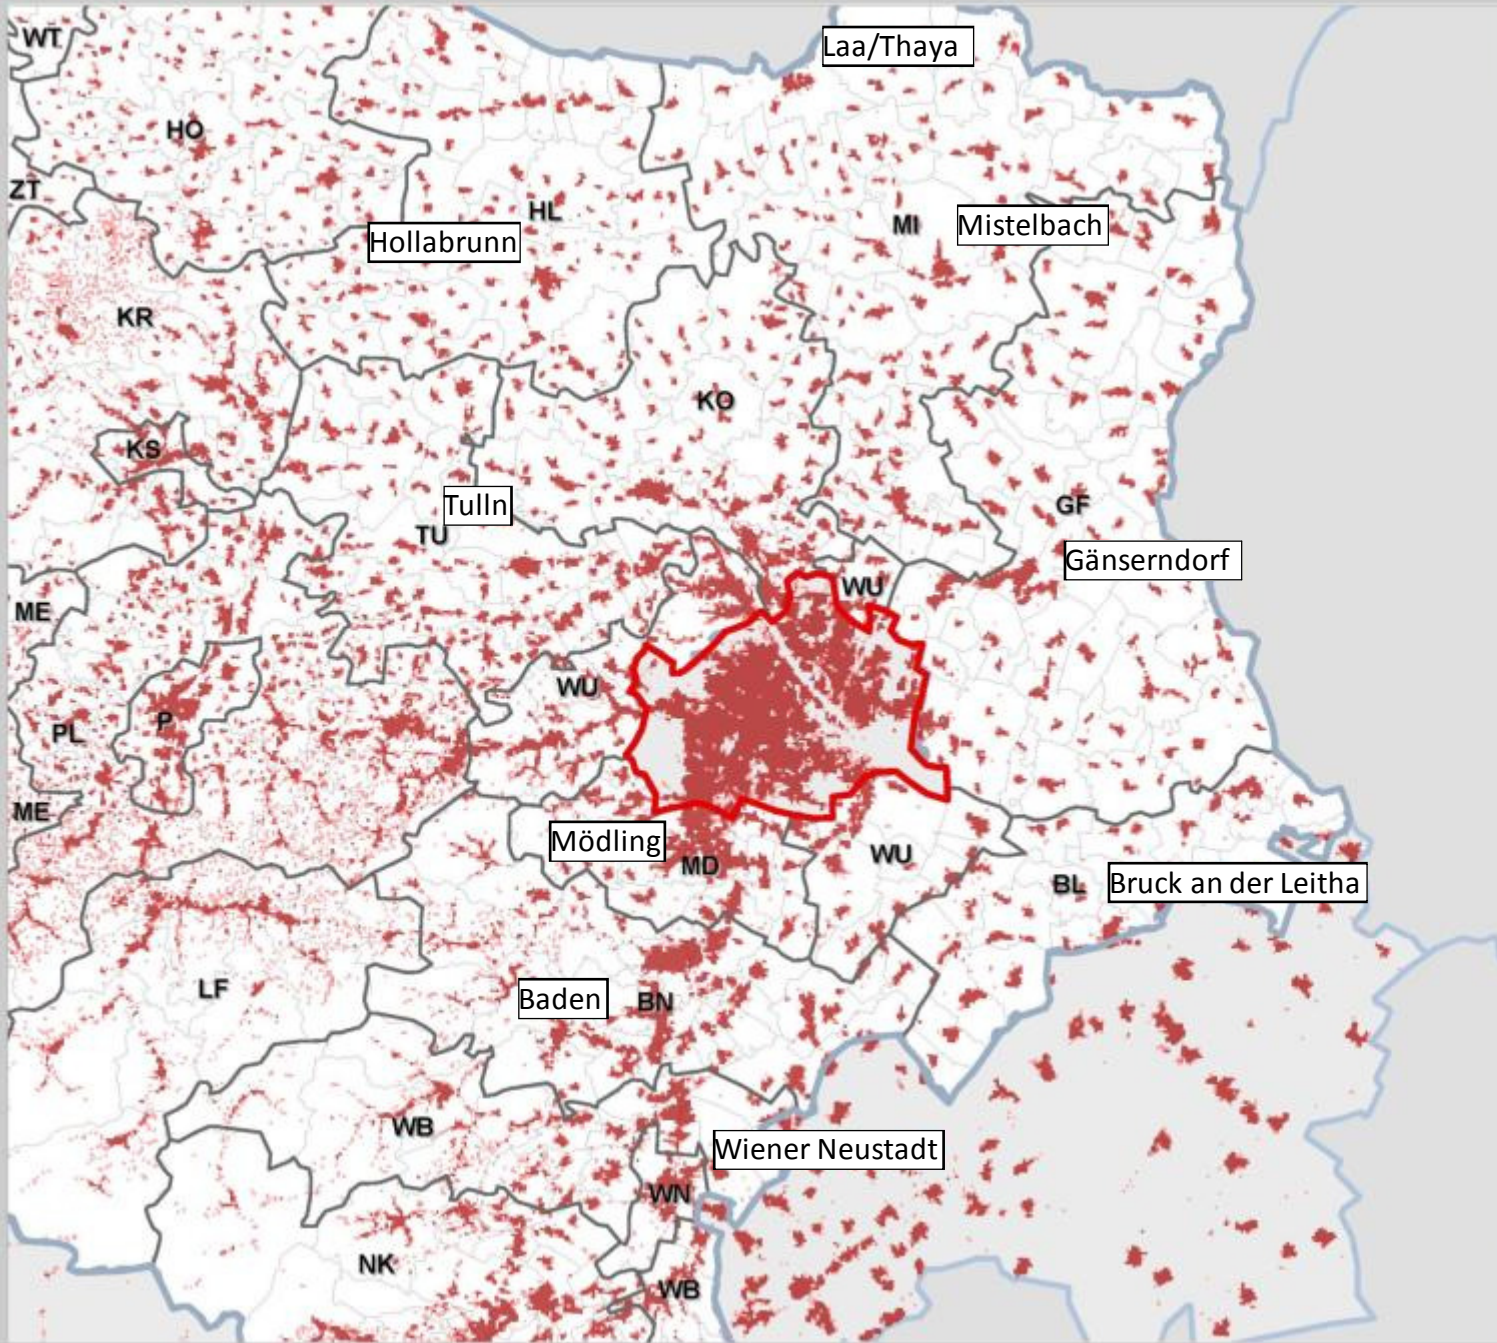 WT
Laa/Thaya
HO
ZT
HL
MI
Mistelbach
Hollabrunn
KR
KO
KS
Tulln
GF
TU
Gänserndorf
WU
ME
WU
P
PL
ME
Mödling
MD
WU
BL
Bruck an der Leitha
LF
Baden
BN
WB
Wiener Neustadt
WN
NK
WB